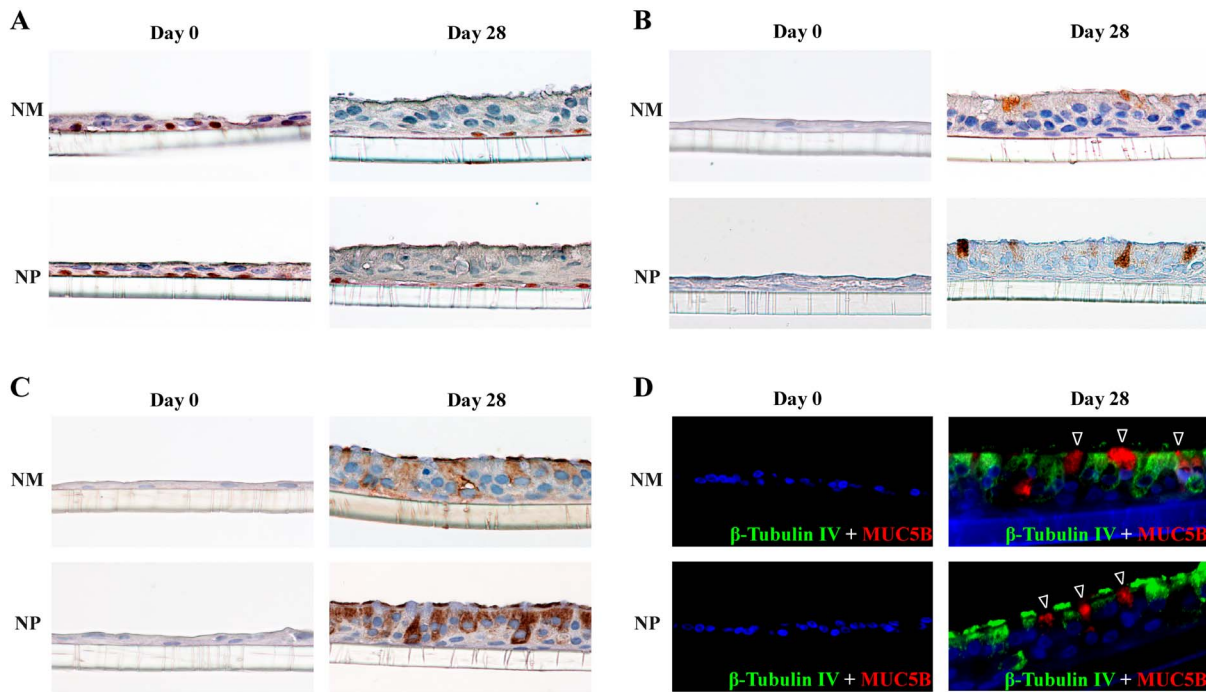 A
Day 0
Day 28
NM
NP
B
Day 0
Day 28
NM
NP
C
Day 0
Day 28
NM
NP
D
Day 0
Day 28
NM
β-Tubulin IV + MUC5B
β-Tubulin IV + MUC5B
NP
β-Tubulin IV + MUC5B
β-Tubulin IV + MUC5B